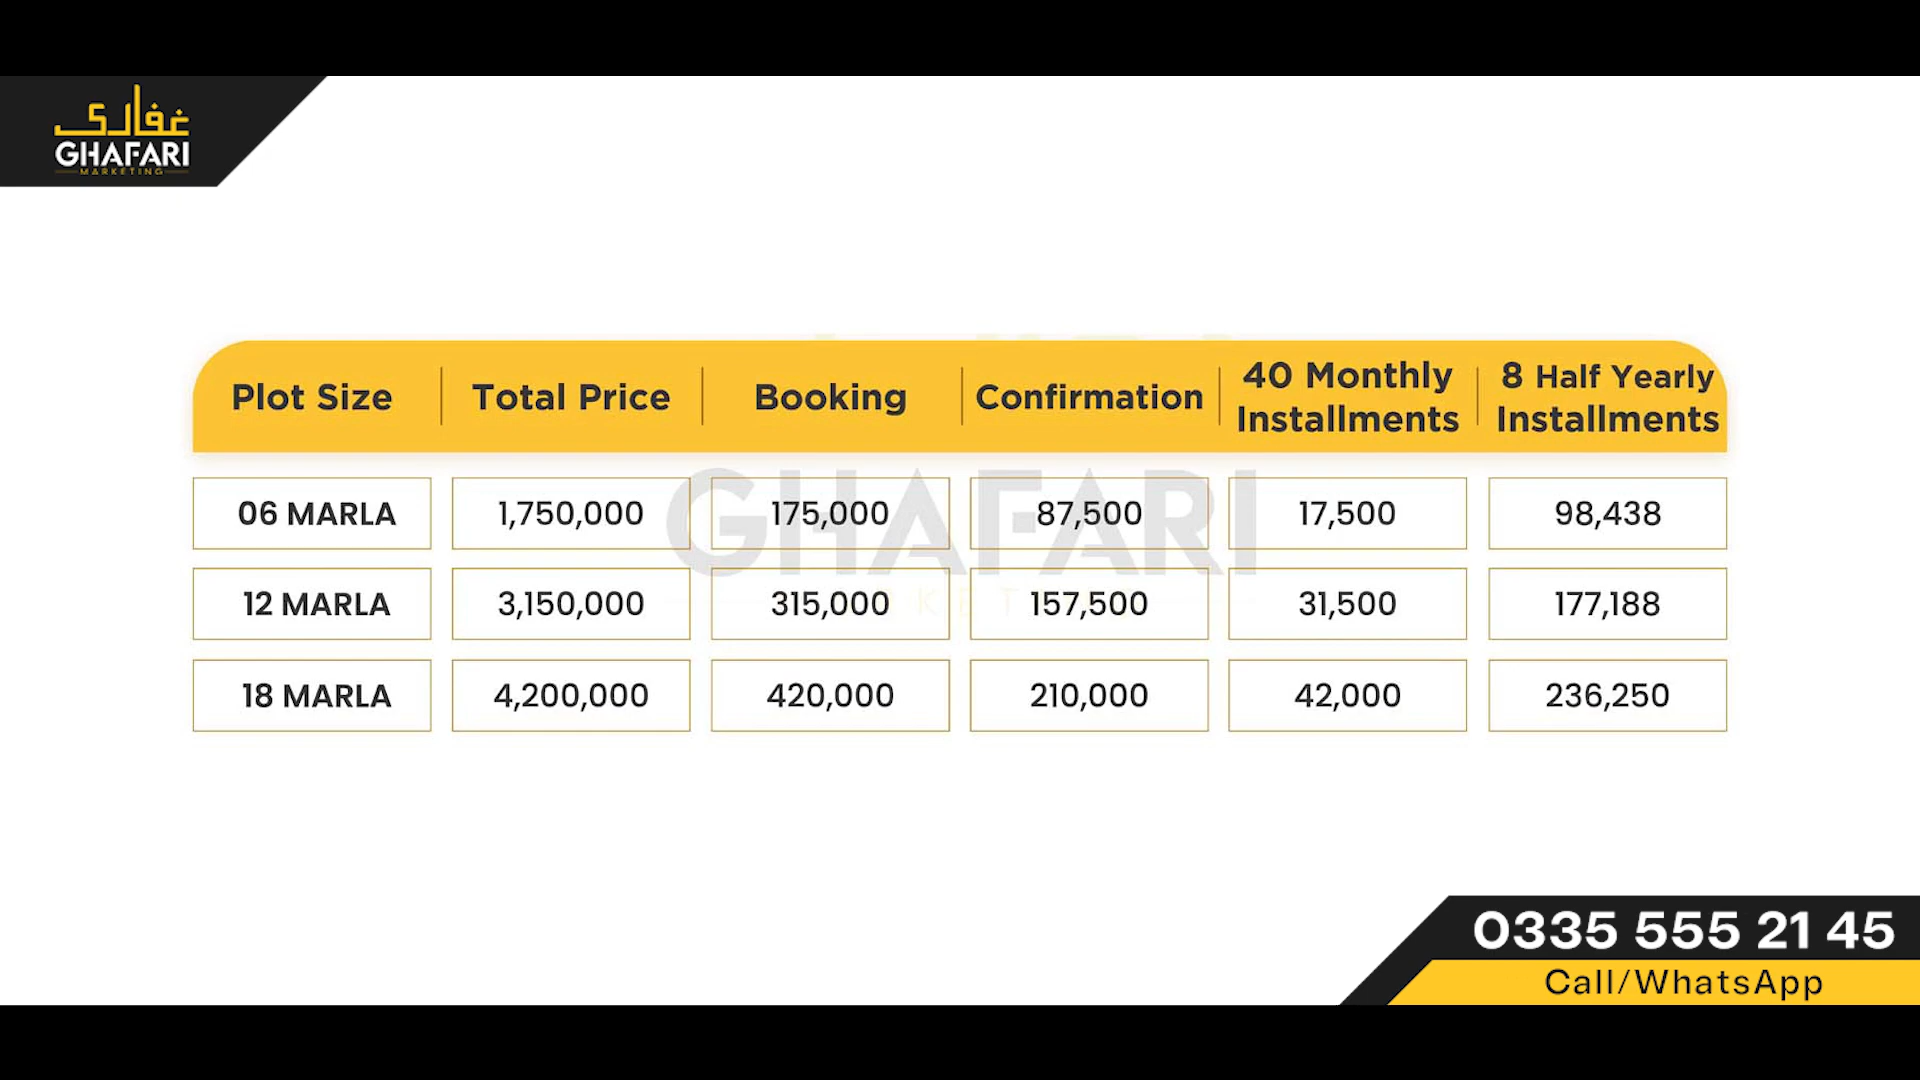 غفاری
GHAFARI
MARKETING
Plot Size Total Price Booking Confirmation 40 Monthly Installments 8 Half Yearly Installments
06 MARLA 1,750,000 175,000 87,500 17,500 98,438
12 MARLA 3,150,000 315,000 157,500 31,500 177,188
18 MARLA 4,200,000 420,000 210,000 42,000 236,250
GHAFARI
0335 555 21 45
Call/WhatsApp